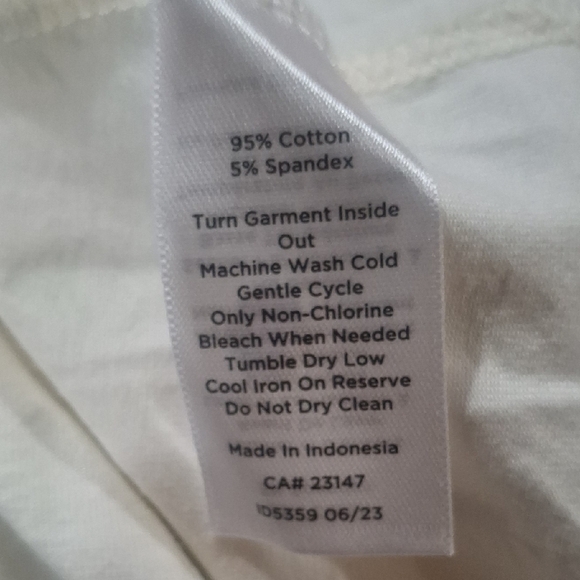 95% Cotton
5% Spandex
Turn Garment Inside
Out
Machine Wash Cold
Gentle Cycle
Only Non-Chlorine
Bleach When Needed
Tumble Dry Low
Cool Iron On Reserve
Do Not Dry Clean
Made In Indonesia
CA# 23147
ID5359 06/23